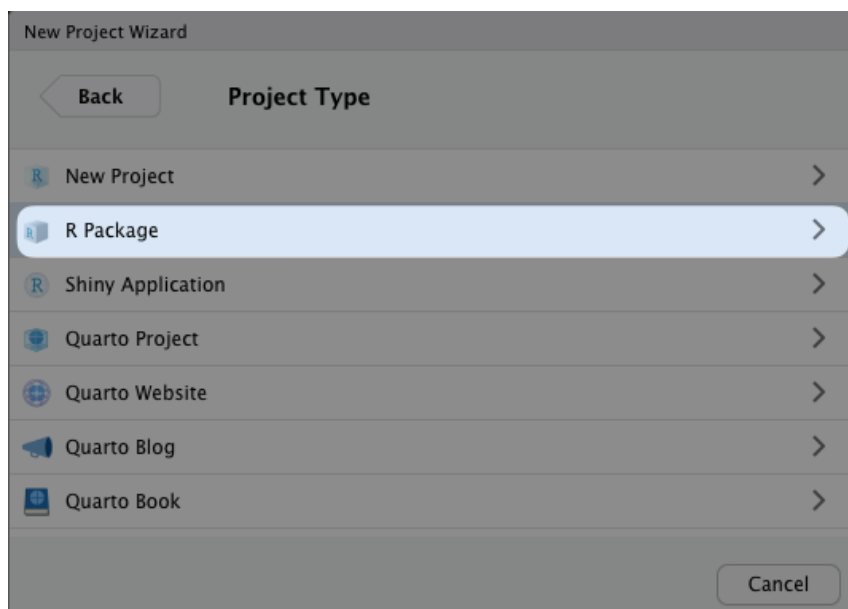 New Project Wizard
Back
Project Type
R New Project
R R Package
R Shiny Application
Quarto Project
Quarto Website
Quarto Blog
Quarto Book
Cancel